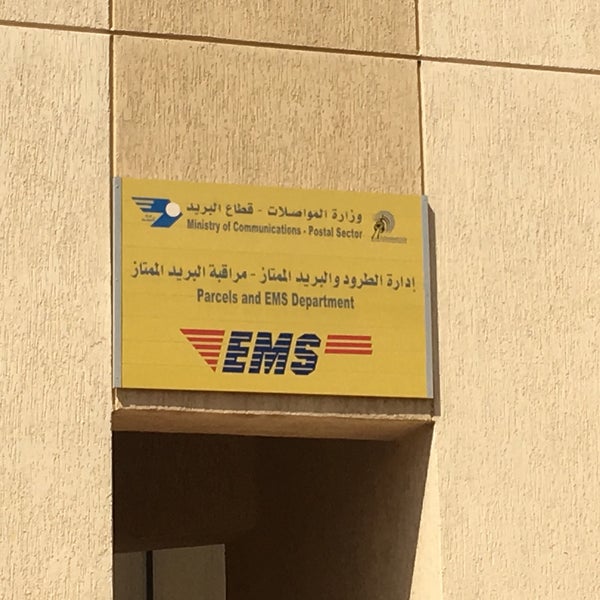 وزارة المواصلات - قطاع البريد
Ministry of Communications - Postal Sector
إدارة الطرود والبريد الممتاز - مراقبة البريد الممتاز
Parcels and EMS Department
EMS